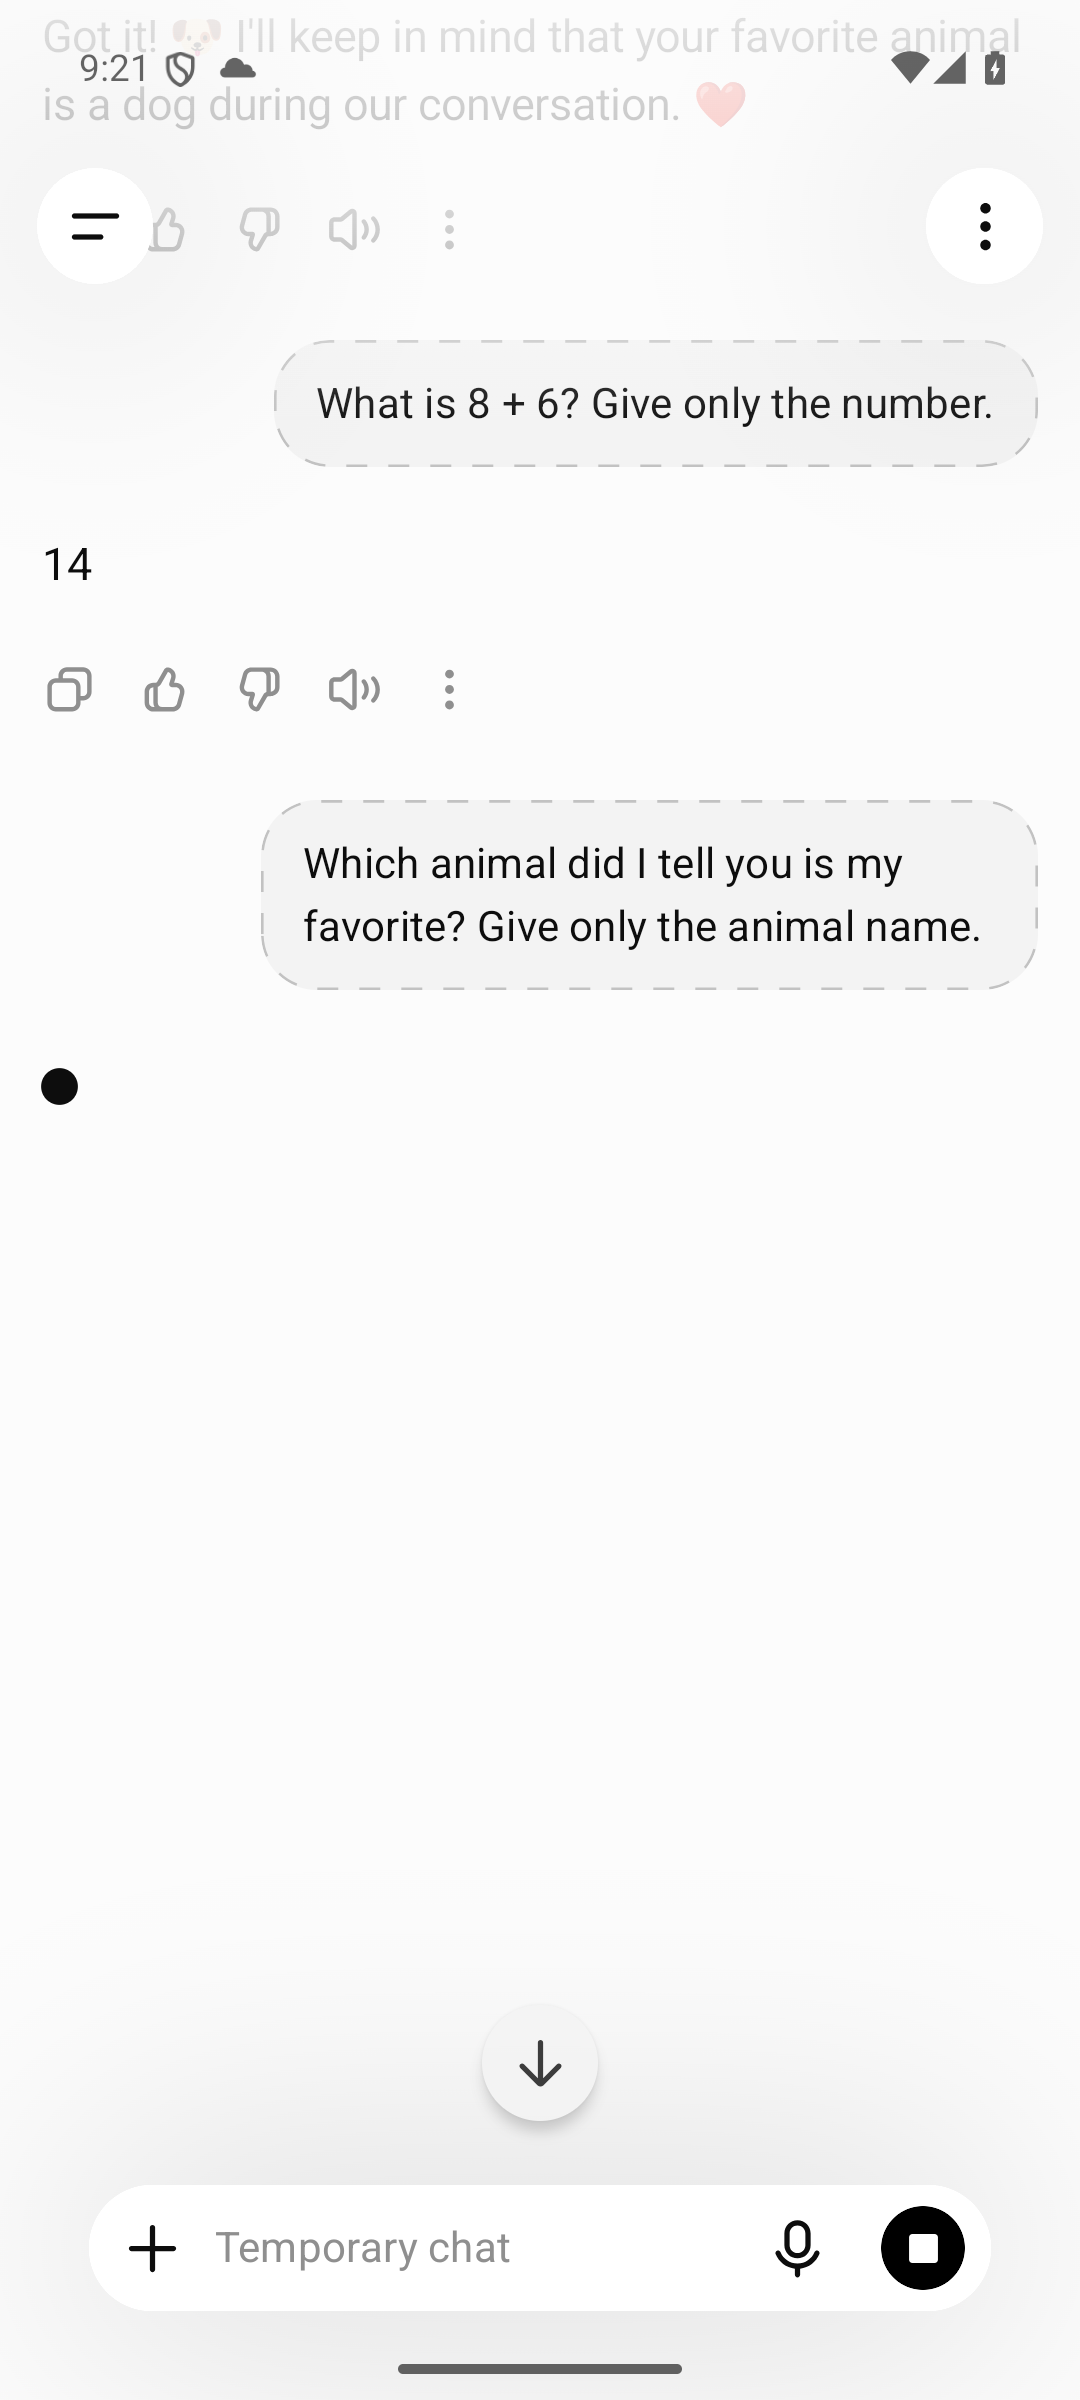 Got it! 🐶 I'll keep in mind that your favorite animal
9:21
is a dog during our conversation. ❤️
What is 8 + 6? Give only the number.
14
Which animal did I tell you is my
favorite? Give only the animal name.
Temporary chat